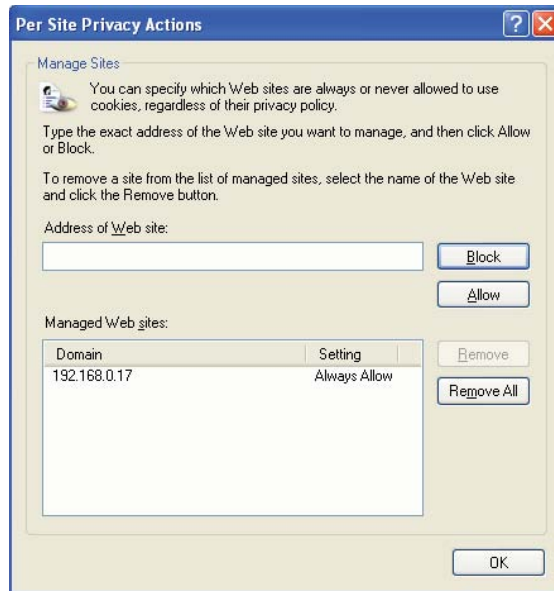 Per Site Privacy Actions
Manage Sites
You can specify which Web sites are always or never allowed to use
cookies, regardless of their privacy policy.
Type the exact address of the Web site you want to manage, and then click Allow
or Block.
To remove a site from the list of managed sites, select the name of the Web site
and click the Remove button.
Address of Web site:
Block
Allow
Managed Web sites:
Domain Setting
192.168.0.17 Always Allow
Remove
Remove All
OK